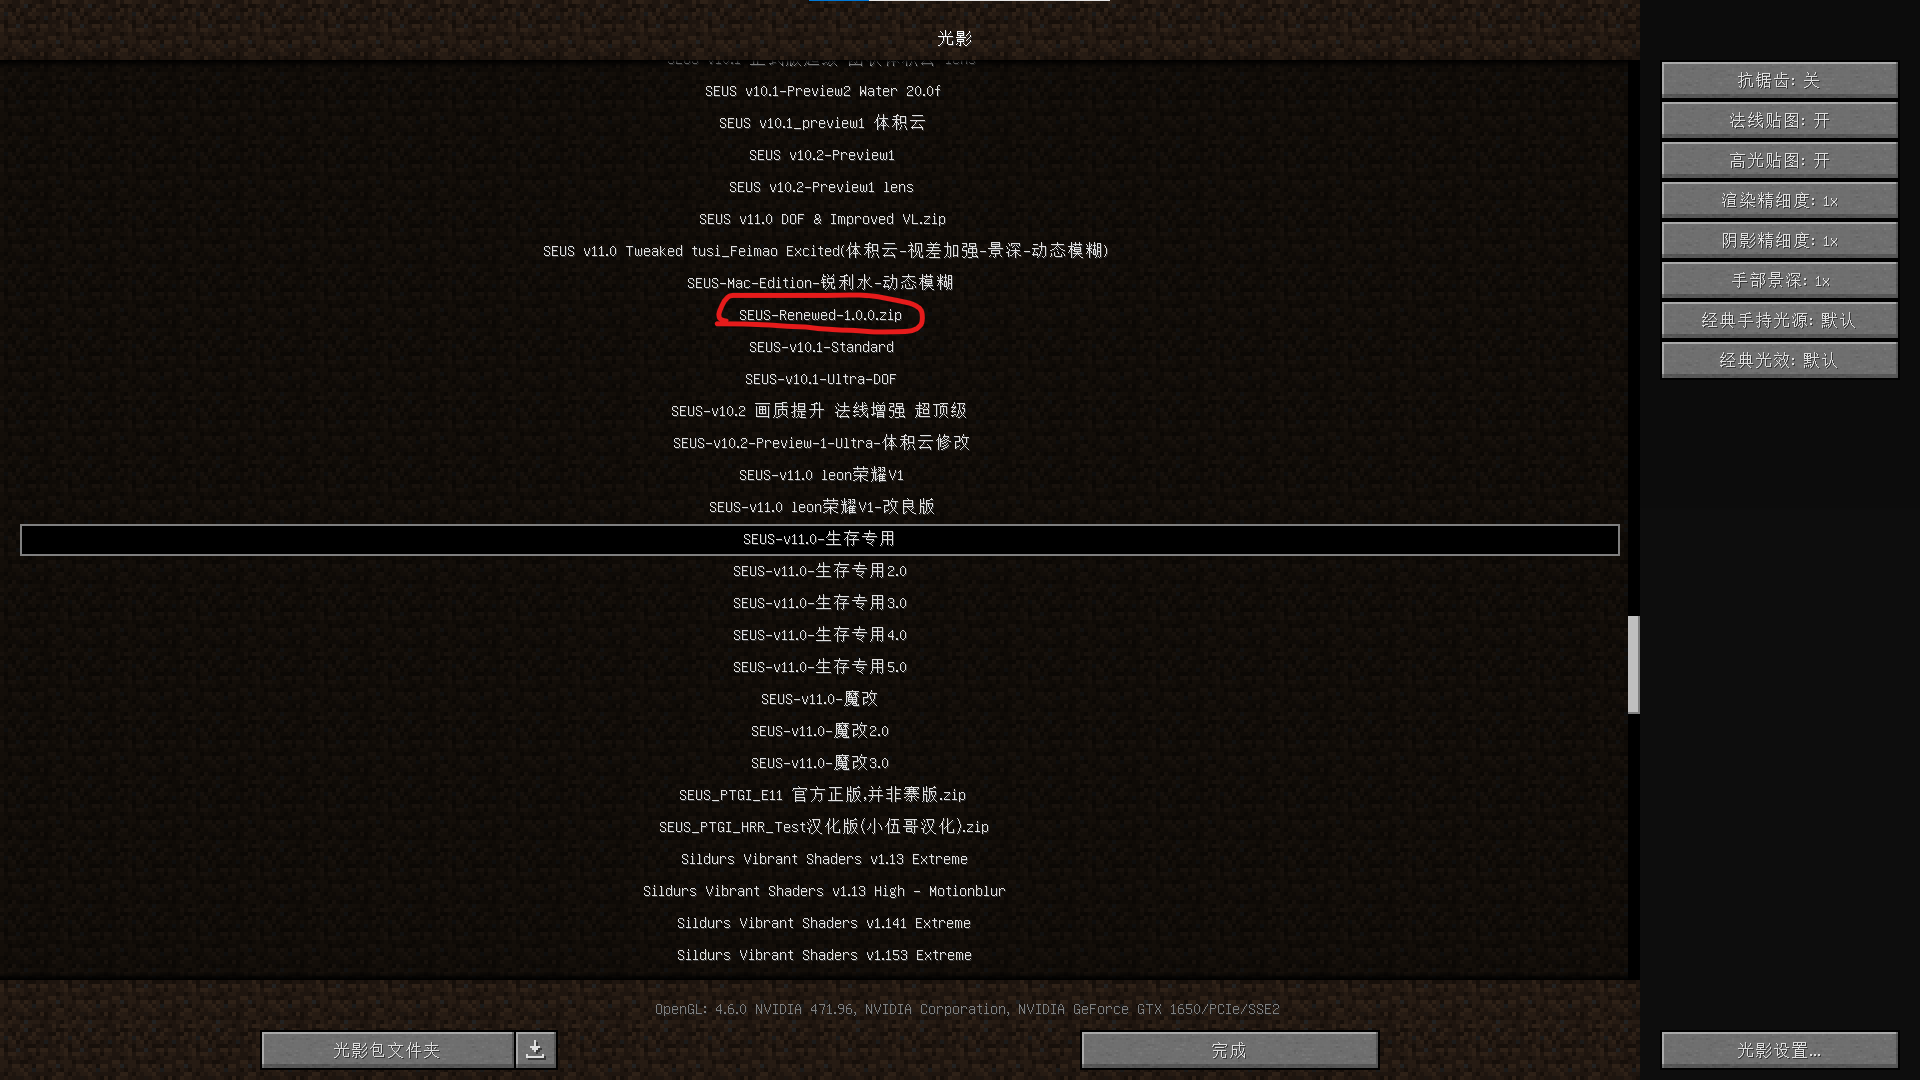 光影
SEUS v10.1-Preview2 Water 20.0f
SEUS v10.1_preview1 体积云
SEUS v10.2-Preview1
SEUS v10.2-Preview1 lens
SEUS v11.0 DOF & Improved VL.zip
SEUS v11.0 Tweaked tusi_Feimao Excited(体积云-视差加强-景深-动态模糊)
SEUS-Mac-Edition-锐利水-动态模糊
SEUS-Renewed-1.0.0.zip
SEUS-v10.1-Standard
SEUS-v10.1-Ultra-DOF
SEUS-v10.2 画质提升 法线增强 超顶级
SEUS-v10.2-Preview-1-Ultra-体积云修改
SEUS-v11.0 leon荣耀V1
SEUS-v11.0 leon荣耀V1-改良版
SEUS-v11.0-生存专用
SEUS-v11.0-生存专用2.0
SEUS-v11.0-生存专用3.0
SEUS-v11.0-生存专用4.0
SEUS-v11.0-生存专用5.0
SEUS-v11.0-魔改
SEUS-v11.0-魔改2.0
SEUS-v11.0-魔改3.0
SEUS_PTGI_E11 官方正版,并非寨版.zip
SEUS_PTGI_HRR_Test汉化版(小伍哥汉化).zip
Sildurs Vibrant Shaders v1.13 Extreme
Sildurs Vibrant Shaders v1.13 High - Motionblur
Sildurs Vibrant Shaders v1.141 Extreme
Sildurs Vibrant Shaders v1.153 Extreme
抗锯齿: 关
法线贴图: 开
高光贴图: 开
渲染精细度: 1x
阴影精细度: 1x
手部景深: 1x
经典手持光源: 默认
经典光效: 默认
OpenGL: 4.6.0 NVIDIA 471.96, NVIDIA Corporation, NVIDIA GeForce GTX 1650/PCIe/SSE2
光影包文件夹
完成
光影设置...